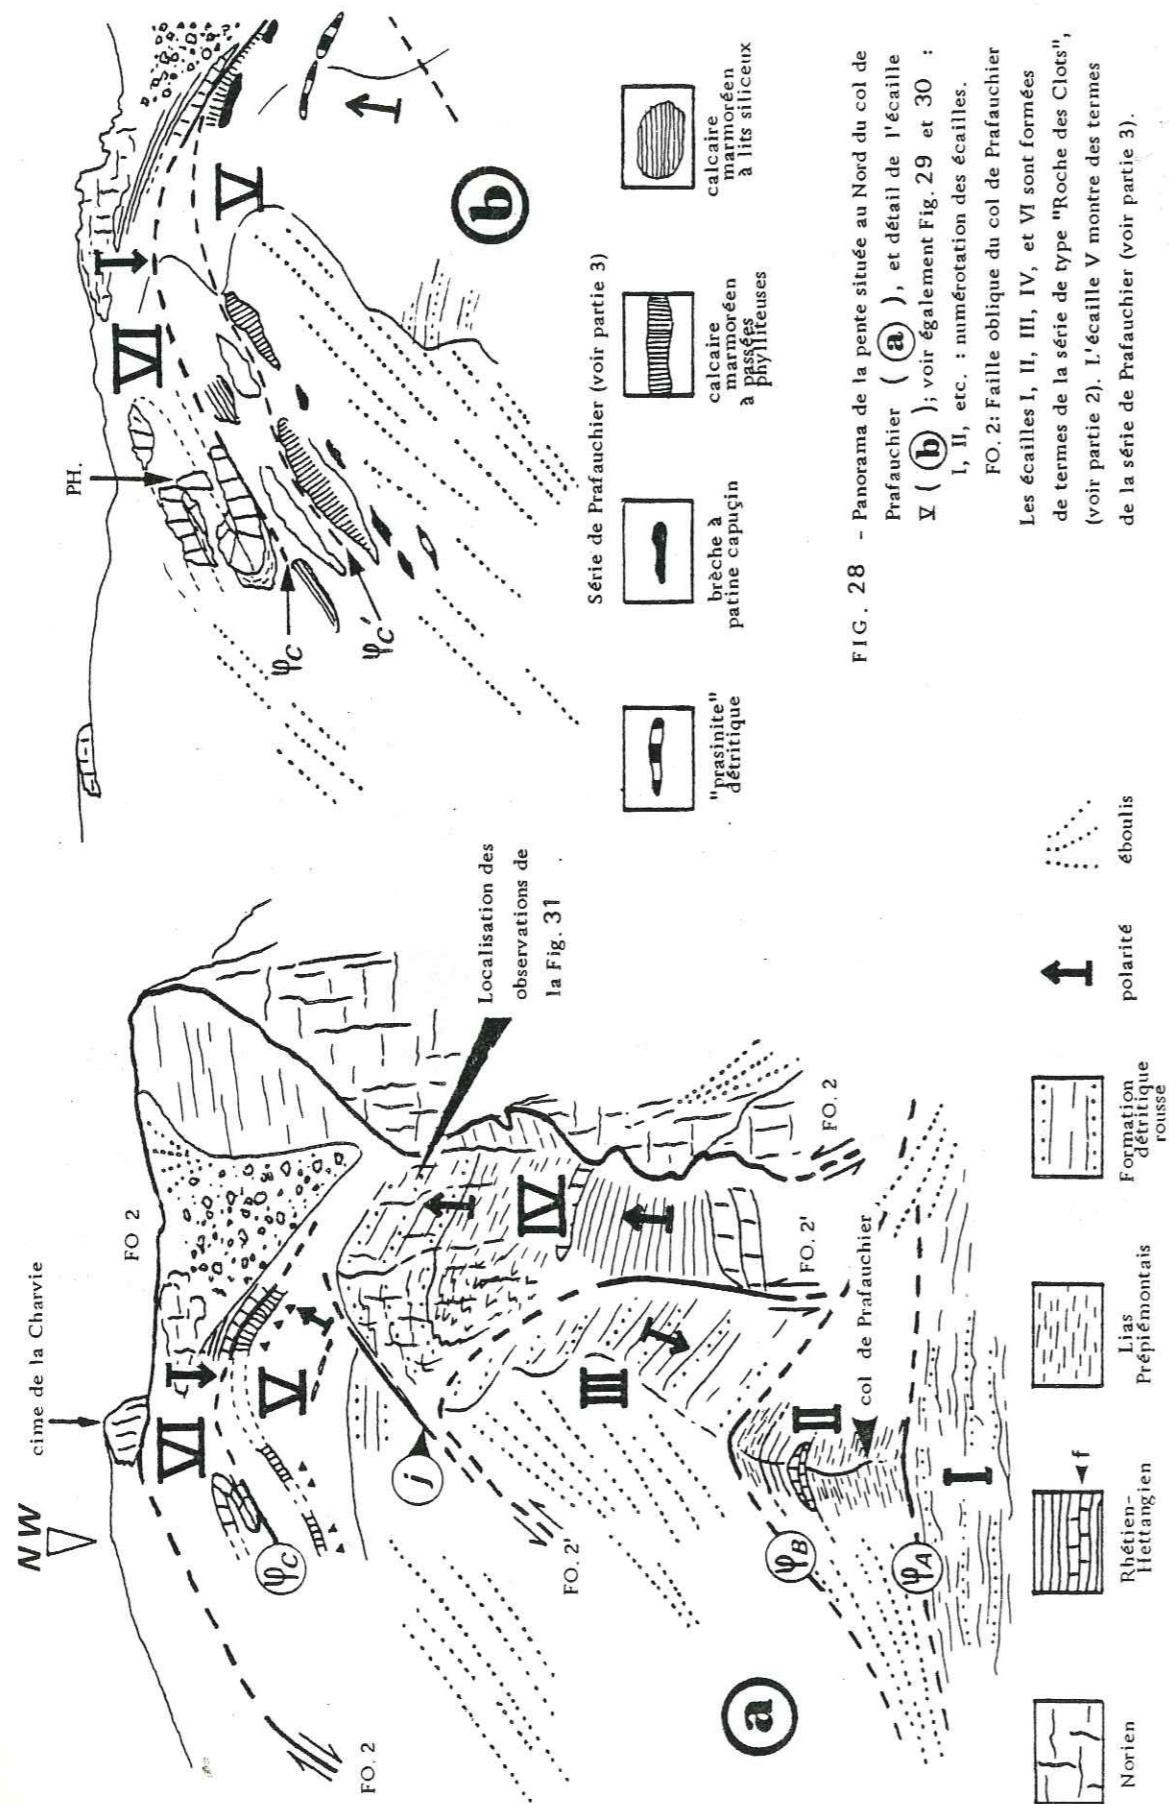 NW
cime de la Charvie
FO 2
VI
V
φC
j
IV
III
FO. 2'
FO. 2
Localisation des
observations de
la Fig. 31
φB
II
FO. 2'
FO. 2
col de Prafauchier
φA
I
a
Norien
Rhétien-
Hettangien
f
Lias
Prépiémontais
Formation
détritique
rousse
polarité
éboulis
PH.
VI
V
φC
φC'
b
Série de Prafauchier (voir partie 3)
"prasinite"
détritique
brèche à
patine capuçin
calcaire
marmoréen
à passées
phylliteuses
calcaire
marmoréen
à lits siliceux
FIG. 28 - Panorama de la pente située au Nord du col de
Prafauchier ( a ), et détail de l'écaille
V ( b ); voir également Fig. 29 et 30 :
I, II, etc. : numérotation des écailles.
FO. 2: Faille oblique du col de Prafauchier
Les écailles I, II, III, IV, et VI sont formées
de termes de la série de type "Roche des Clots",
(voir partie 2). L'écaille V montre des termes
de la série de Prafauchier (voir partie 3).